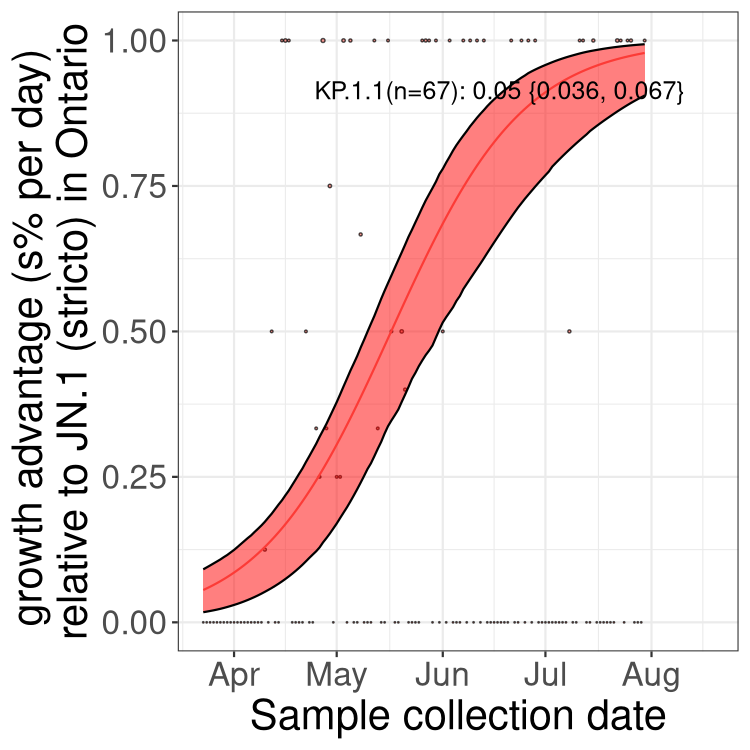 growth advantage (s% per day)
relative to JN.1 (stricto) in Ontario
1.00
0.75
0.50
0.25
0.00
KP.1.1(n=67): 0.05 {0.036, 0.067}
Apr May Jun Jul Aug
Sample collection date